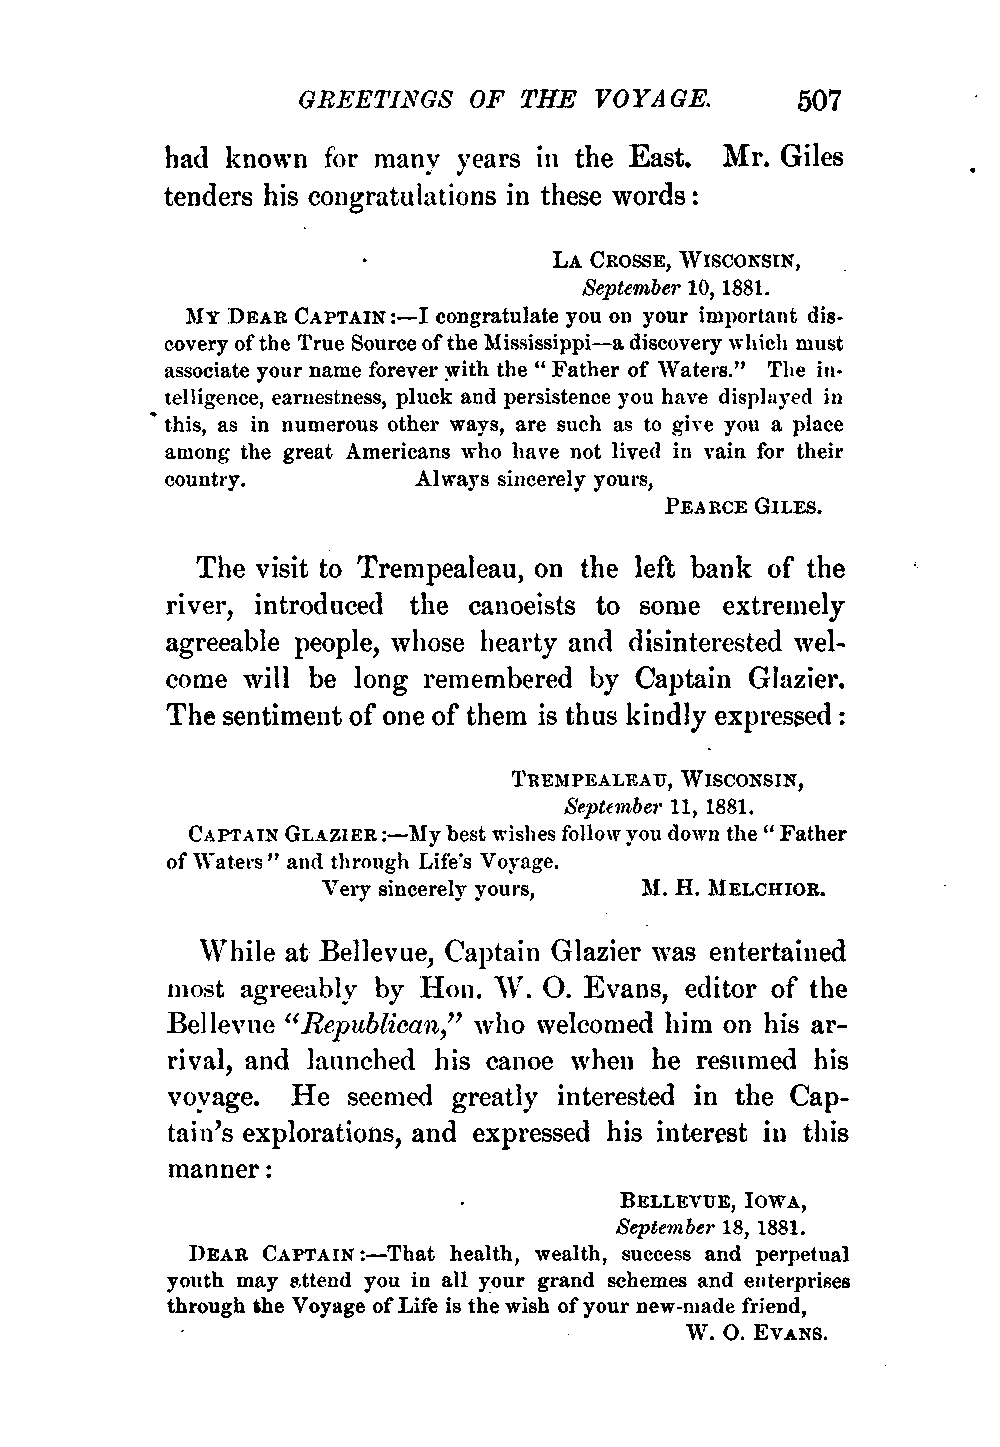 GREETINGS OF THE VOYAGE. 507
had known for many years in the East. Mr. Giles
tenders his congratulations in these words:
LA CROSSE, WISCONSIN,
September 10, 1881.
MY DEAR CAPTAIN:—I congratulate you on your important dis-
covery of the True Source of the Mississippi—a discovery which must
associate your name forever with the "Father of Waters." The in-
telligence, earnestness, pluck and persistence you have displayed in
this, as in numerous other ways, are such as to give you a place
among the great Americans who have not lived in vain for their
country. Always sincerely yours,
PEARCE GILES.
The visit to Trempealeau, on the left bank of the
river, introduced the canoeists to some extremely
agreeable people, whose hearty and disinterested wel-
come will be long remembered by Captain Glazier.
The sentiment of one of them is thus kindly expressed:
TREMPEALEAU, WISCONSIN,
September 11, 1881.
CAPTAIN GLAZIER:—My best wishes follow you down the "Father
of Waters" and through Life's Voyage.
Very sincerely yours, M. H. MELCHIOR.
While at Bellevue, Captain Glazier was entertained
most agreeably by Hon. W. O. Evans, editor of the
Bellevue "Republican," who welcomed him on his ar-
rival, and launched his canoe when he resumed his
voyage. He seemed greatly interested in the Cap-
tain's explorations, and expressed his interest in this
manner:
BELLEVUE, IOWA,
September 18, 1881.
DEAR CAPTAIN:—That health, wealth, success and perpetual
youth may attend you in all your grand schemes and enterprises
through the Voyage of Life is the wish of your new-made friend,
W. O. EVANS.